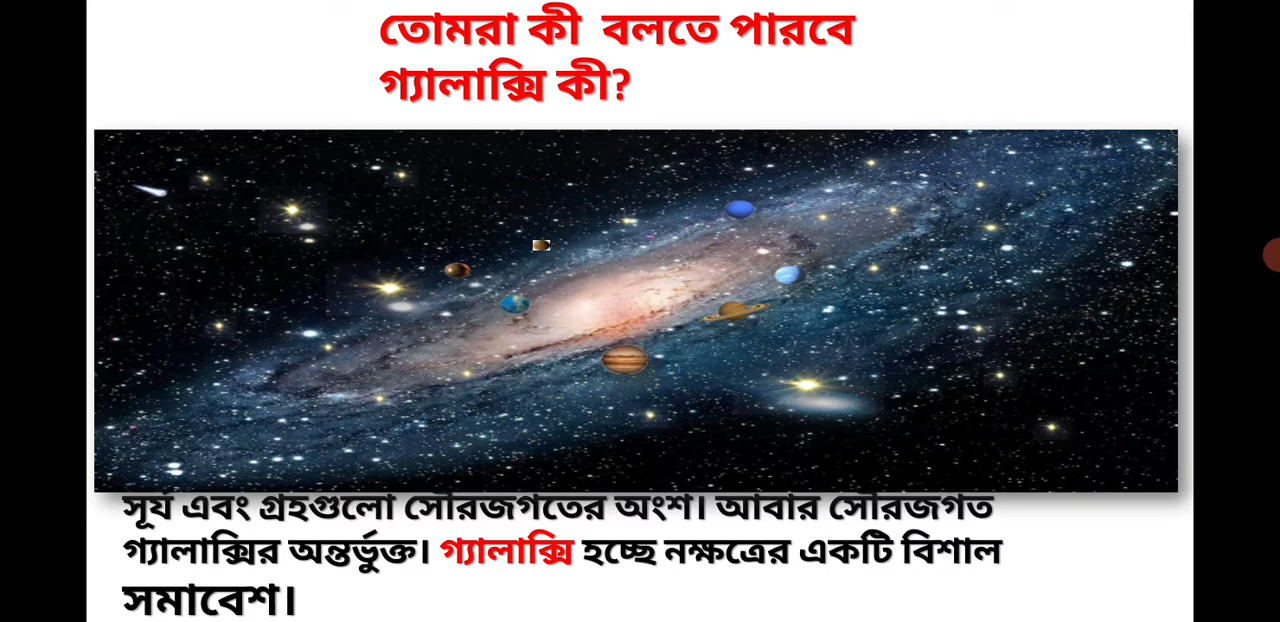 তোমরা কী বলতে পারবে
গ্যালাক্সি কী?
সূর্য এবং গ্রহগুলো সৌরজগতের অংশ। আবার সৌরজগত
গ্যালাক্সির অন্তর্ভুক্ত। গ্যালাক্সি হচ্ছে নক্ষত্রের একটি বিশাল
সমাবেশ।